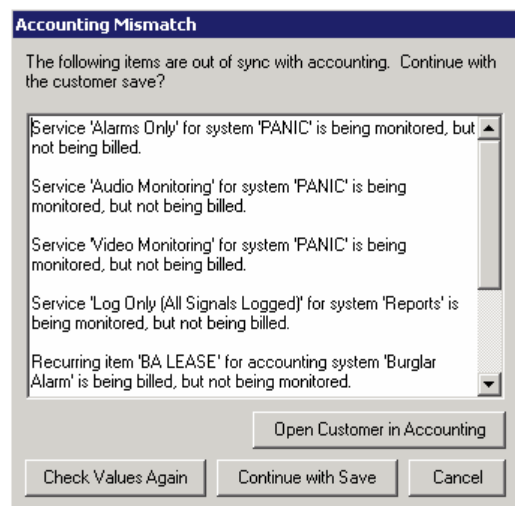 Accounting Mismatch
The following items are out of sync with accounting.  Continue with
the customer save?
Service 'Alarms Only' for system 'PANIC' is being monitored, but
not being billed.
Service 'Audio Monitoring' for system 'PANIC' is being
monitored, but not being billed.
Service 'Video Monitoring' for system 'PANIC' is being
monitored, but not being billed.
Service 'Log Only (All Signals Logged)' for system 'Reports' is
being monitored, but not being billed.
Recurring item 'BA LEASE' for accounting system 'Burglar
Alarm' is being billed, but not being monitored.
Open Customer in Accounting
Check Values Again Continue with Save Cancel